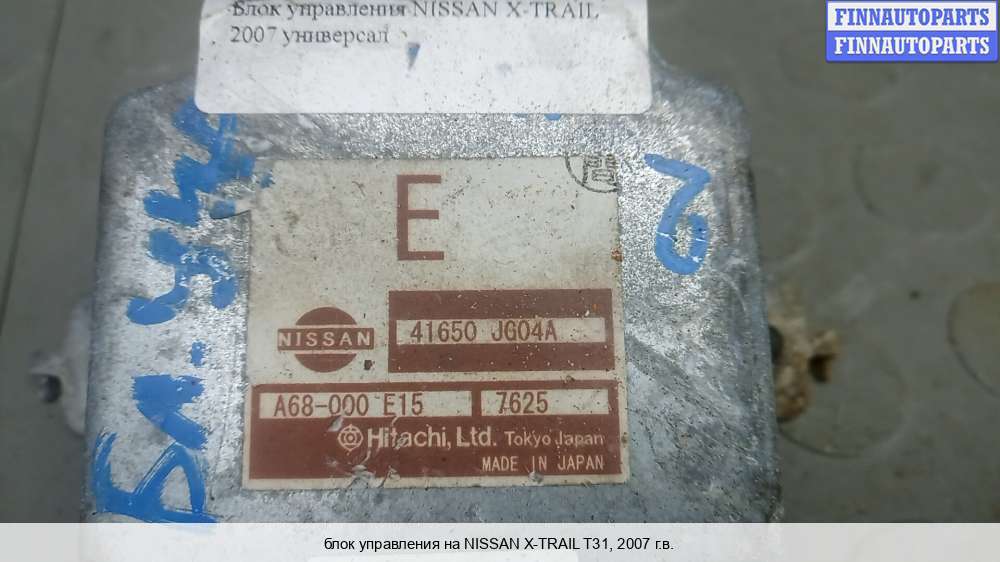 Блок управления NISSAN X-TRAIL
2007 универсал
FINNAUTOPARTS
FINNAUTOPARTS
E
NISSAN
41650 JG04A
A68-000 E15
7625
Hitachi, Ltd. Tokyo Japan
MADE IN JAPAN
блок управления на NISSAN X-TRAIL T31, 2007 г.в.